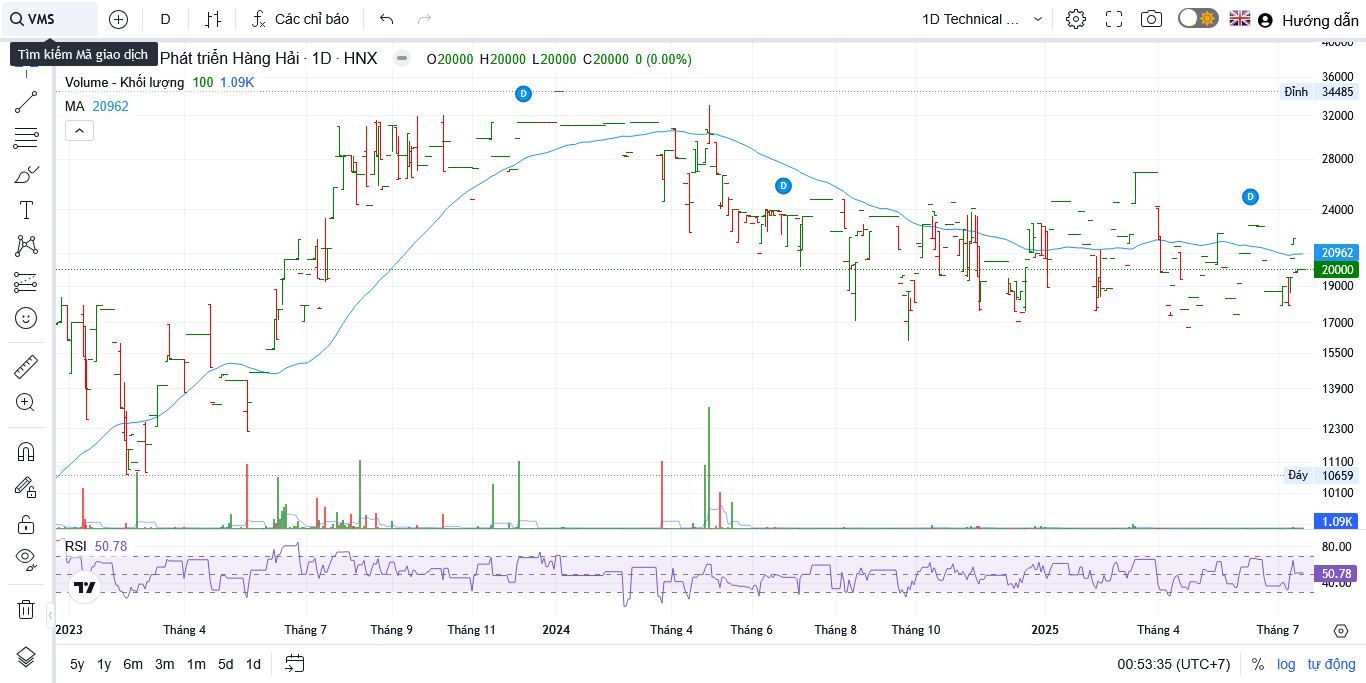 VMS D Các chỉ báo 1D Technical ... Hướng dẫn
Tìm kiếm Mã giao dịch
Phát triển Hàng Hải · 1D · HNX O20000 H20000 L20000 C20000 0 (0.00%)
Volume - Khối lượng 100 1.09K
MA 20962
D
D
D
40000
36000
Đỉnh 34485
32000
28000
24000
20962
20000
19000
17000
15500
13900
12300
11100
Đáy 10659
10100
1.09K
RSI 50.78
80.00
50.78
40.00
2023 Tháng 4 Tháng 7 Tháng 9 Tháng 11 2024 Tháng 4 Tháng 6 Tháng 8 Tháng 10 2025 Tháng 4 Tháng 7
5y 1y 6m 3m 1m 5d 1d 00:53:35 (UTC+7) % log tự động